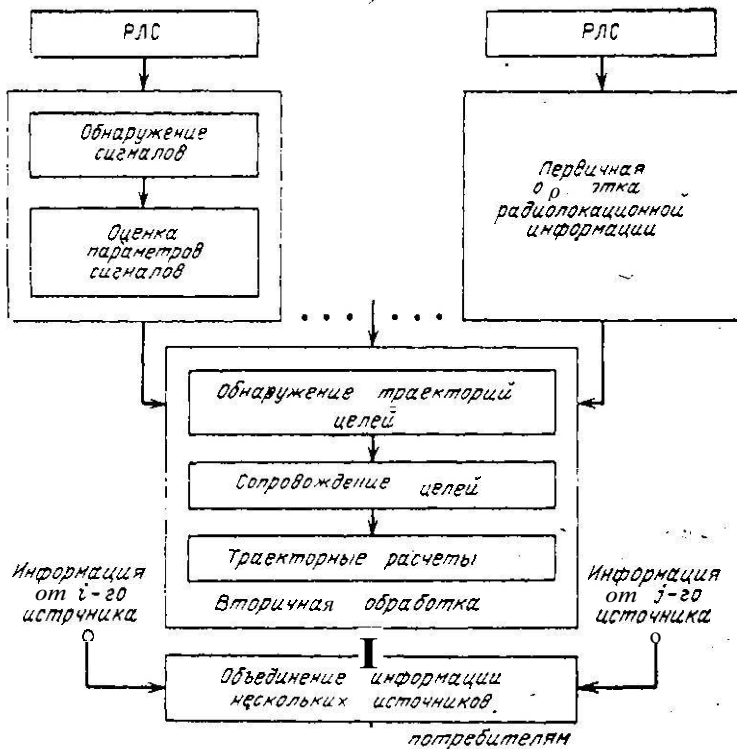 РЛС
РЛС
Обнаружение
сигналов
Оценка
параметров
сигналов
Первичная
радиолокационной
информации
Обнаружение траекторий
целей
Сопровождение целей
Траекторные расчеты
Вторичная обработка
Информация
от i-го
источника
Информация
от j-го
источника
Объединение информации
нескольких источников
потребителям